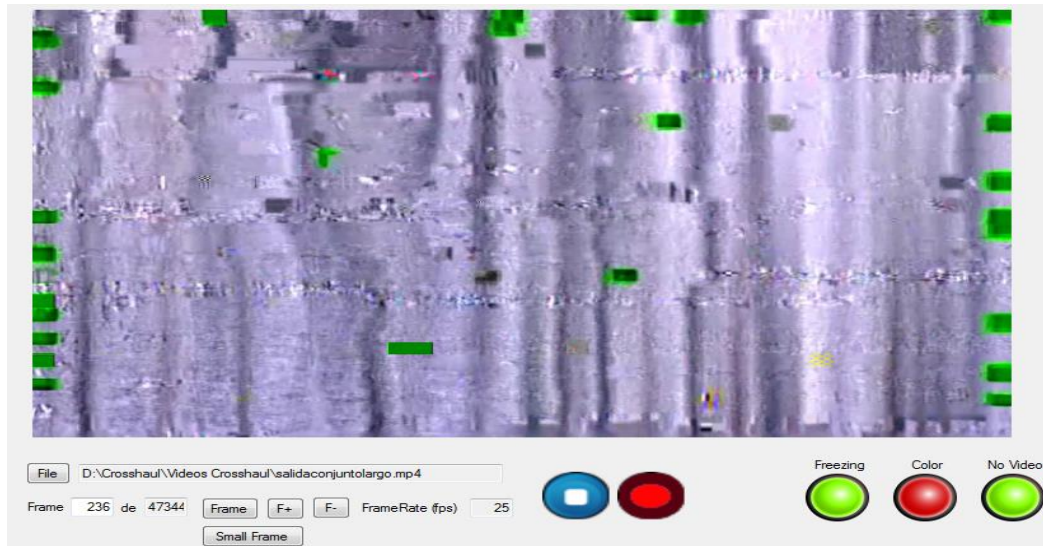 File D:\Crosshaul\Videos Crosshaul\salidaconjuntolargo.mp4
Freezing Color No Video
Frame 236 de 47344 Frame F+ F- FrameRate (fps) 25
Small Frame